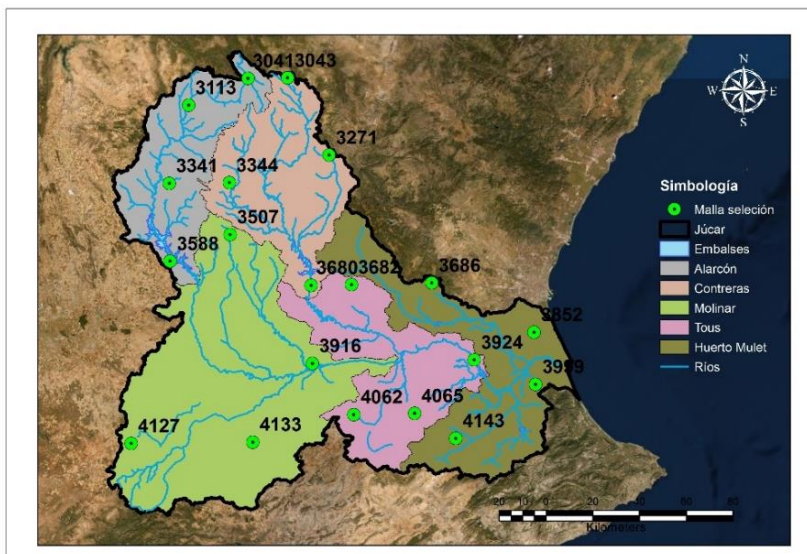 30413043
N
W E
S
3113
3271
3341
3344
Simbología
Malla seleción
Júcar
Embalses
Alarcón
Contreras
Molinar
Tous
Huerto Mulet
Ríos
3507
3588
36803682
3686
3852
3916
3924
3999
4062
4065
4127
4133
4143
20 10 0 20 40 60 80
Kilometers